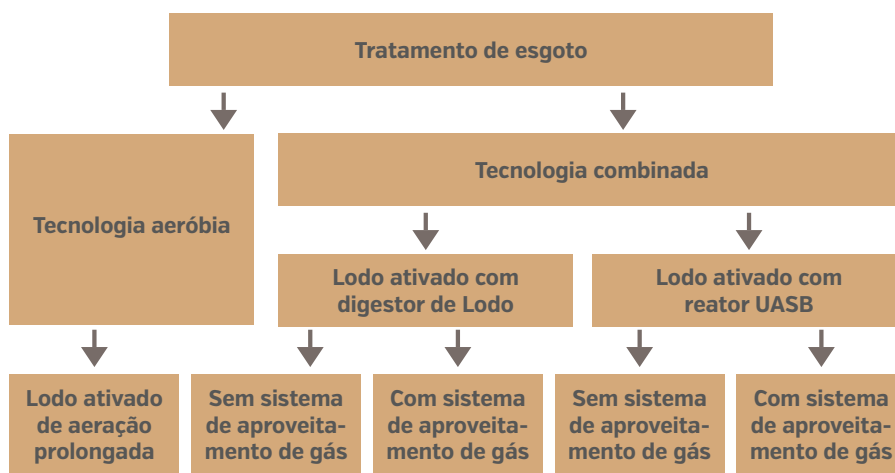 Tratamento de esgoto
Tecnologia aeróbia
Tecnologia combinada
Lodo ativado com
digestor de Lodo
Lodo ativado com
reator UASB
Lodo ativado
de aeração
prolongada
Sem sistema
de aproveita-
mento de gás
Com sistema
de aproveita-
mento de gás
Sem sistema
de aproveita-
mento de gás
Com sistema
de aproveita-
mento de gás